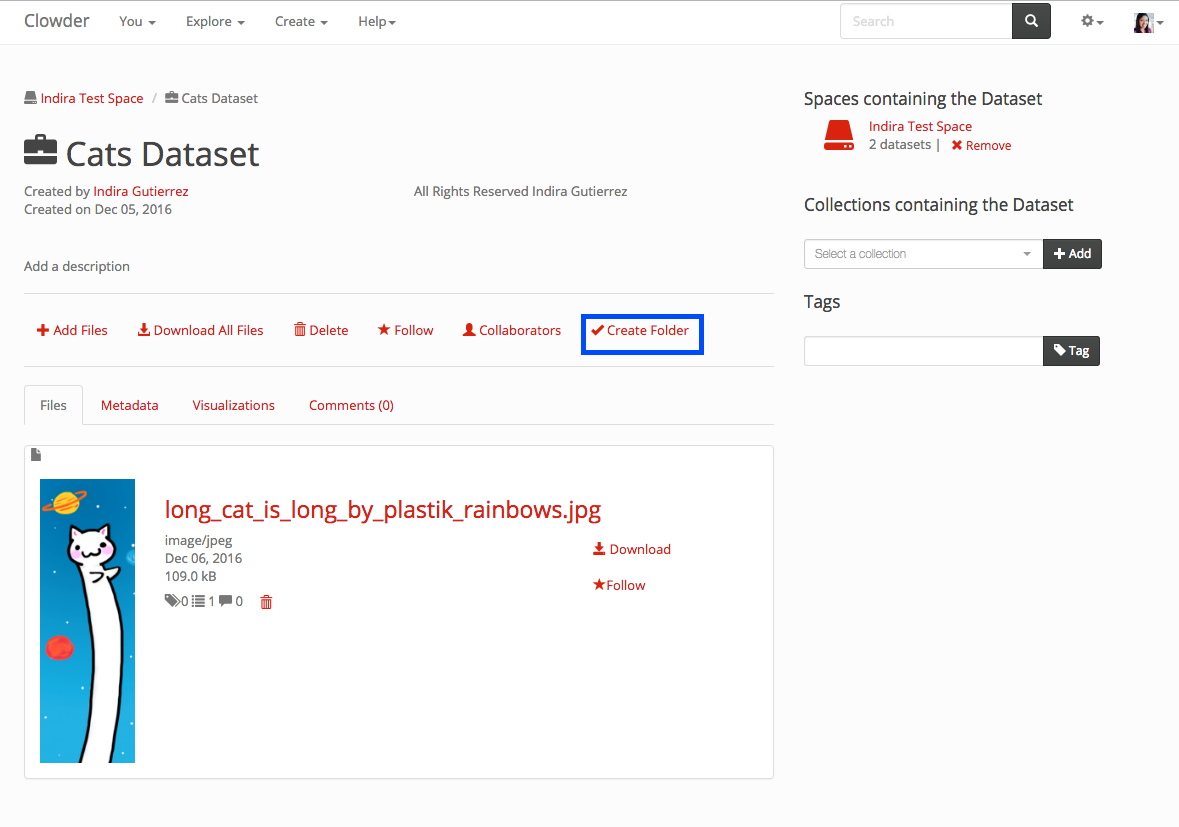 Clowder You Explore Create Help Search
Indira Test Space / Cats Dataset
Cats Dataset
Created by Indira Gutierrez
Created on Dec 05, 2016
All Rights Reserved Indira Gutierrez
Add a description
Add Files Download All Files Delete Follow Collaborators Create Folder
Files Metadata Visualizations Comments (0)
long_cat_is_long_by_plastik_rainbows.jpg
image/jpeg
Dec 06, 2016
109.0 kB
0 1 0
Download
Follow
Spaces containing the Dataset
Indira Test Space
2 datasets | Remove
Collections containing the Dataset
Select a collection Add
Tags
Tag